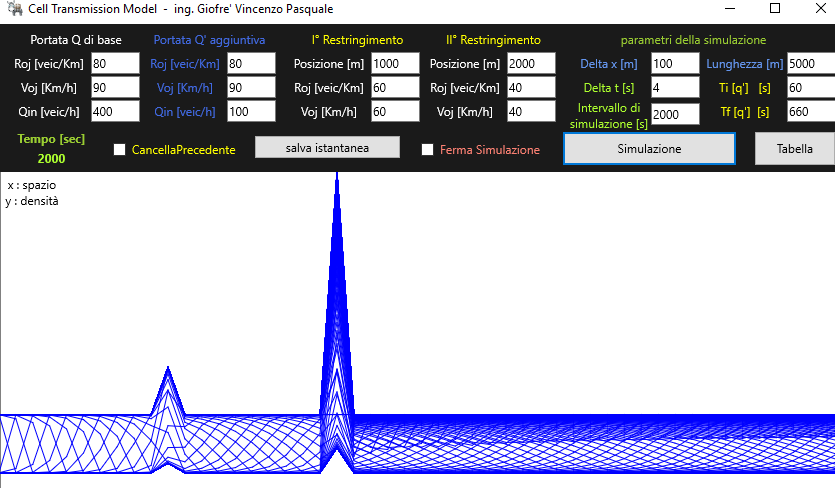 Cell Transmission Model - ing. Giofre' Vincenzo Pasquale
Portata Q di base Portata Q' aggiuntiva I° Restringimento II° Restringimento parametri della simulazione
Roj [veic/Km] 80 Roj [veic/Km] 80 Posizione [m] 1000 Posizione [m] 2000 Delta x [m] 100 Lunghezza [m] 5000
Voj [Km/h] 90 Voj [Km/h] 90 Roj [veic/Km] 60 Roj [veic/Km] 40 Delta t [s] 4 Ti [q'] [s] 60
Qin [veic/h] 400 Qin [veic/h] 100 Voj [Km/h] 60 Voj [Km/h] 40 Intervallo di simulazione [s] 2000 Tf [q'] [s] 660
Tempo [sec]
2000 CancellaPrecedente salva istantanea Ferma Simulazione Simulazione Tabella
x : spazio
y : densità